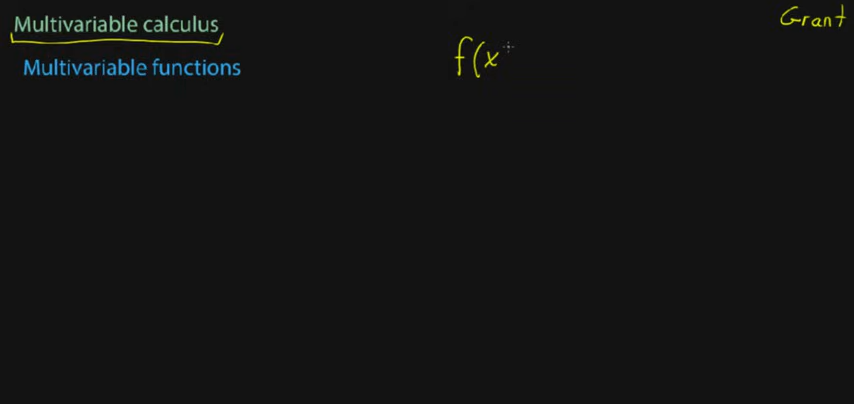 Multivariable calculus
Grant
Multivariable functions
f(x